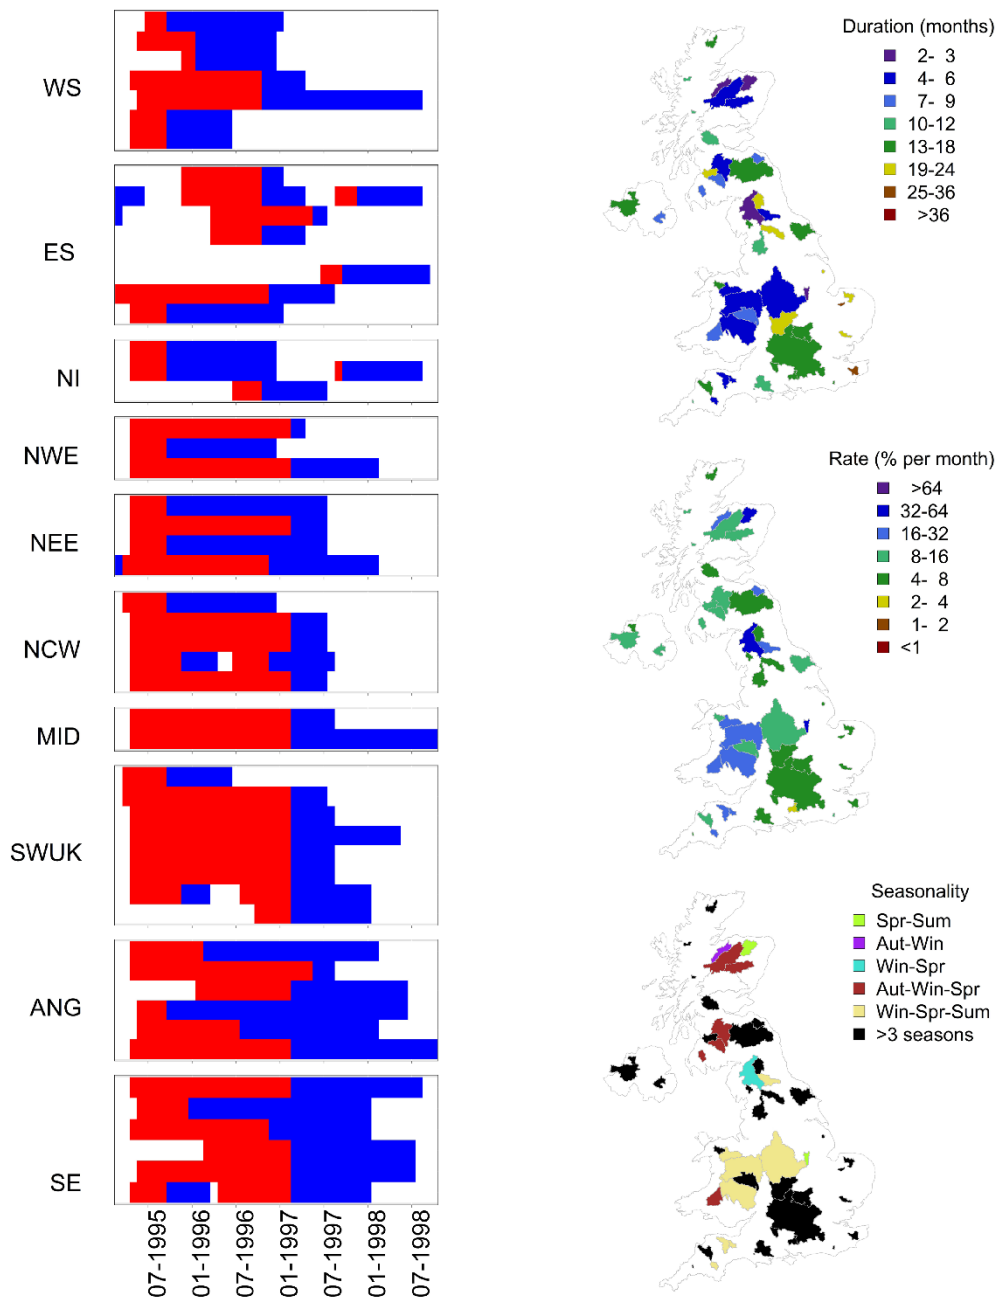 WS
ES
NI
NWE
NEE
NCW
MID
SWUK
ANG
SE
07-1995
01-1996
07-1996
01-1997
07-1997
01-1998
07-1998
Duration (months)
2- 3
4- 6
7- 9
10-12
13-18
19-24
25-36
>36
Rate (% per month)
>64
32-64
16-32
8-16
4- 8
2- 4
1- 2
<1
Seasonality
Spr-Sum
Aut-Win
Win-Spr
Aut-Win-Spr
Win-Spr-Sum
>3 seasons